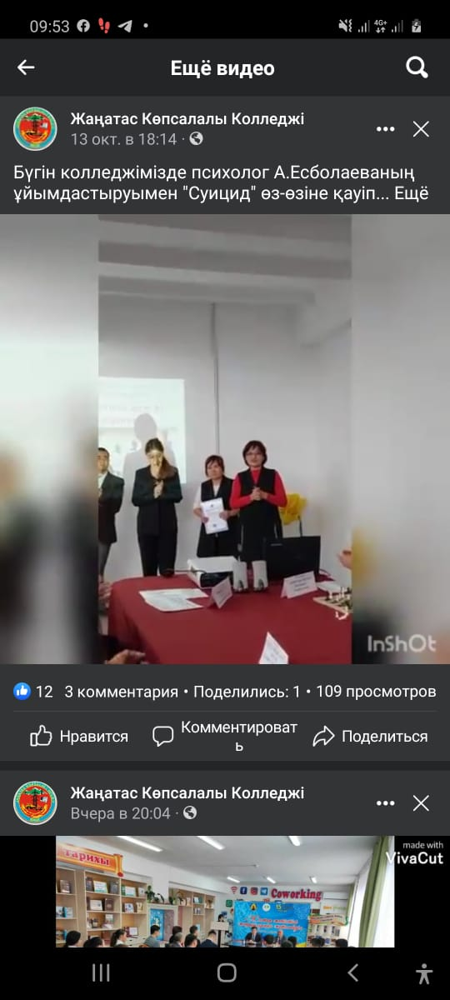 09:53
4G+
Ещё видео
Жаңатас Көпсалалы Колледжі
13 окт. в 18:14 ·
Бүгін колледжімізде психолог А.Есболаеваның
ұйымдастыруымен "Суицид" өз-өзіне қауіп... Ещё
InShOt
12 3 комментария • Поделились: 1 • 109 просмотров
Нравится
Комментироват
ь
Поделиться
Жаңатас Көпсалалы Колледжі
Вчера в 20:04 ·
made with
VivaCut
тарихы
Coworking